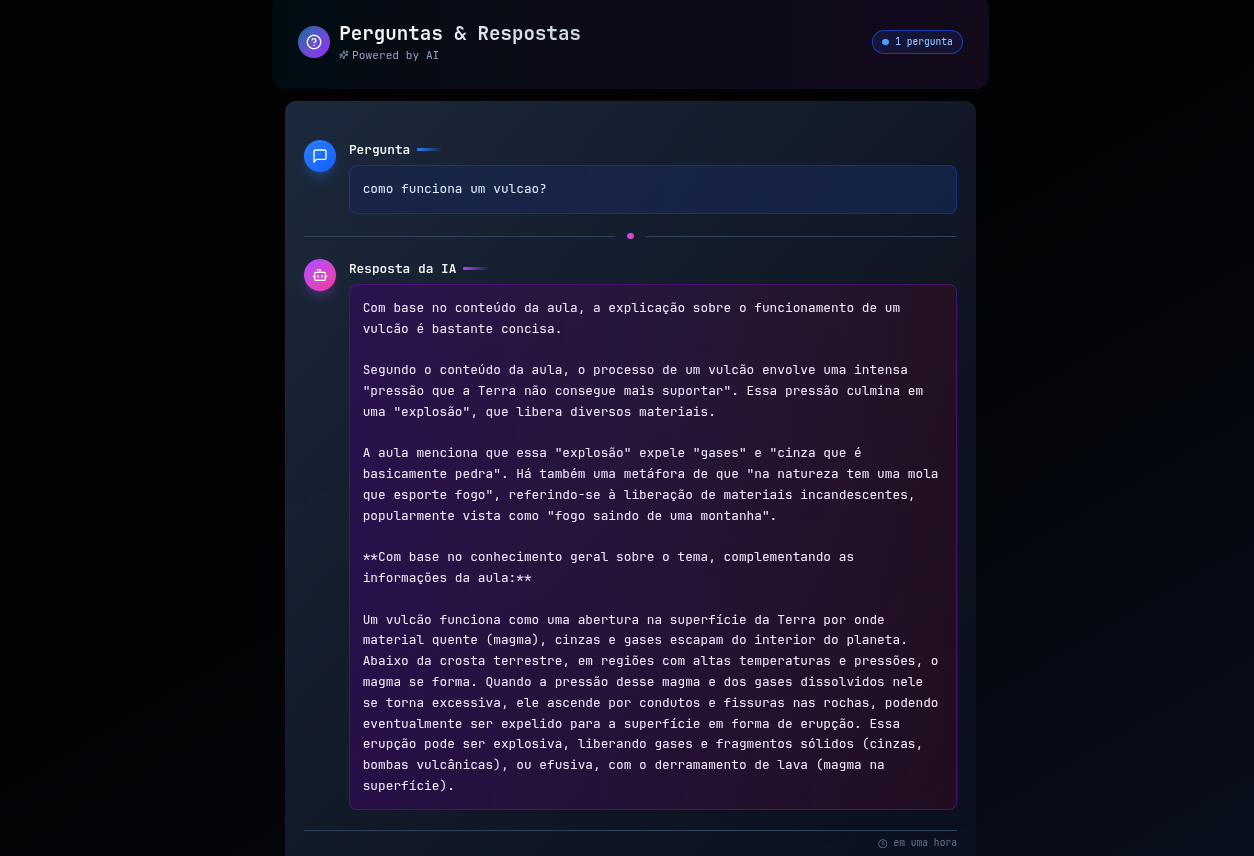 Perguntas & Respostas
Powered by AI
1 pergunta
Pergunta
como funciona um vulcao?
Resposta da IA
Com base no conteúdo da aula, a explicação sobre o funcionamento de um
vulcão é bastante concisa.
Segundo o conteúdo da aula, o processo de um vulcão envolve uma intensa
"pressão que a Terra não consegue mais suportar". Essa pressão culmina em
uma "explosão", que libera diversos materiais.
A aula menciona que essa "explosão" expele "gases" e "cinza que é
basicamente pedra". Há também uma metáfora de que "na natureza tem uma mola
que esporte fogo", referindo-se à liberação de materiais incandescentes,
popularmente vista como "fogo saindo de uma montanha".
**Com base no conhecimento geral sobre o tema, complementando as
informações da aula:**
Um vulcão funciona como uma abertura na superfície da Terra por onde
material quente (magma), cinzas e gases escapam do interior do planeta.
Abaixo da crosta terrestre, em regiões com altas temperaturas e pressões, o
magma se forma. Quando a pressão desse magma e dos gases dissolvidos nele
se torna excessiva, ele ascende por condutos e fissuras nas rochas, podendo
eventualmente ser expelido para a superfície em forma de erupção. Essa
erupção pode ser explosiva, liberando gases e fragmentos sólidos (cinzas,
bombas vulcânicas), ou efusiva, com o derramamento de lava (magma na
superfície).
em uma hora